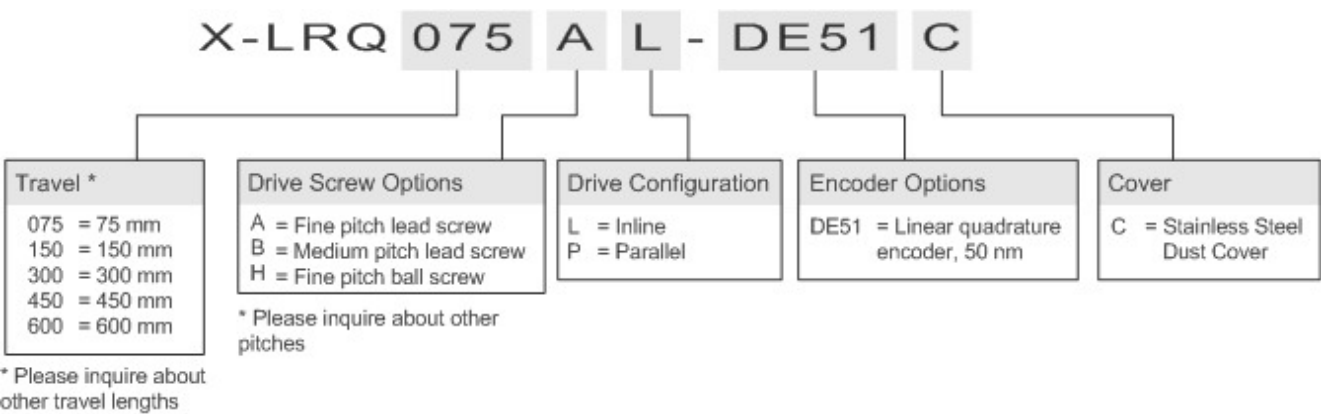 X-LRQ 075 A L - DE51 C
Travel *
075 = 75 mm
150 = 150 mm
300 = 300 mm
450 = 450 mm
600 = 600 mm
* Please inquire about
other travel lengths
Drive Screw Options
A = Fine pitch lead screw
B = Medium pitch lead screw
H = Fine pitch ball screw
* Please inquire about other
pitches
Drive Configuration
L = Inline
P = Parallel
Encoder Options
DE51 = Linear quadrature
encoder, 50 nm
Cover
C = Stainless Steel
Dust Cover